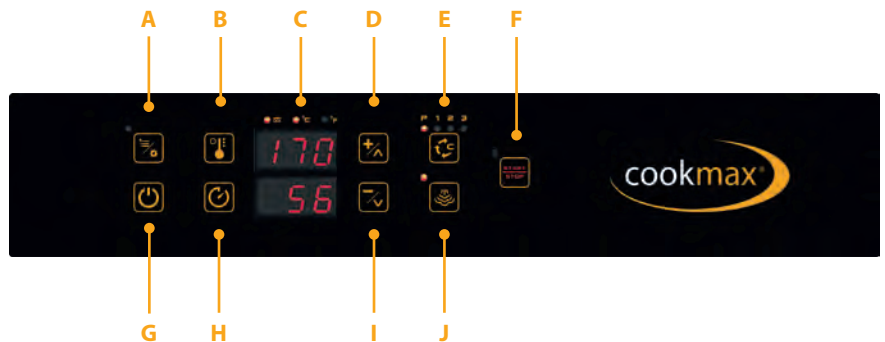 A B C D E F
°C °F P 1 2 3
170
START
STOP
cookmax®
56
G H I J